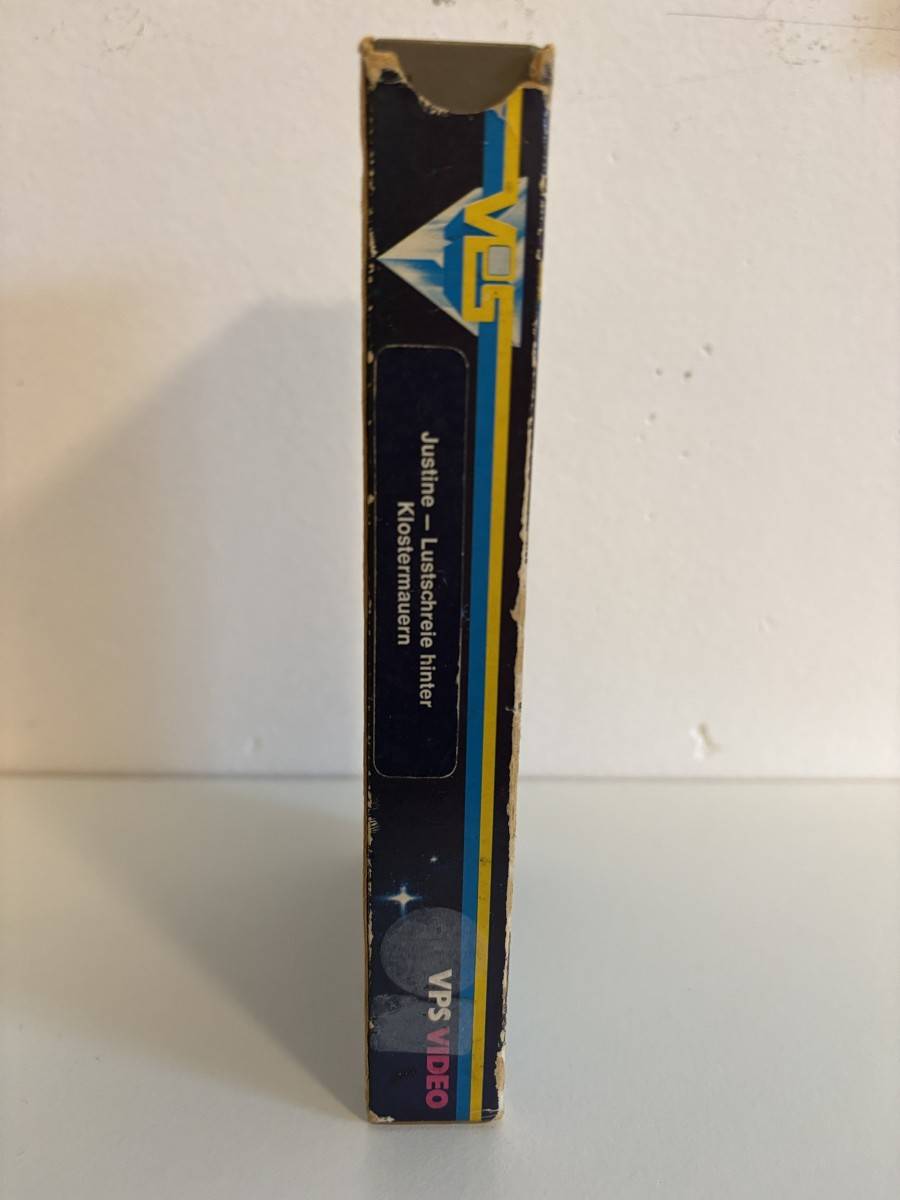 VPS
Justine — Lustschreie hinter
Klostermauern
VPS VIDEO